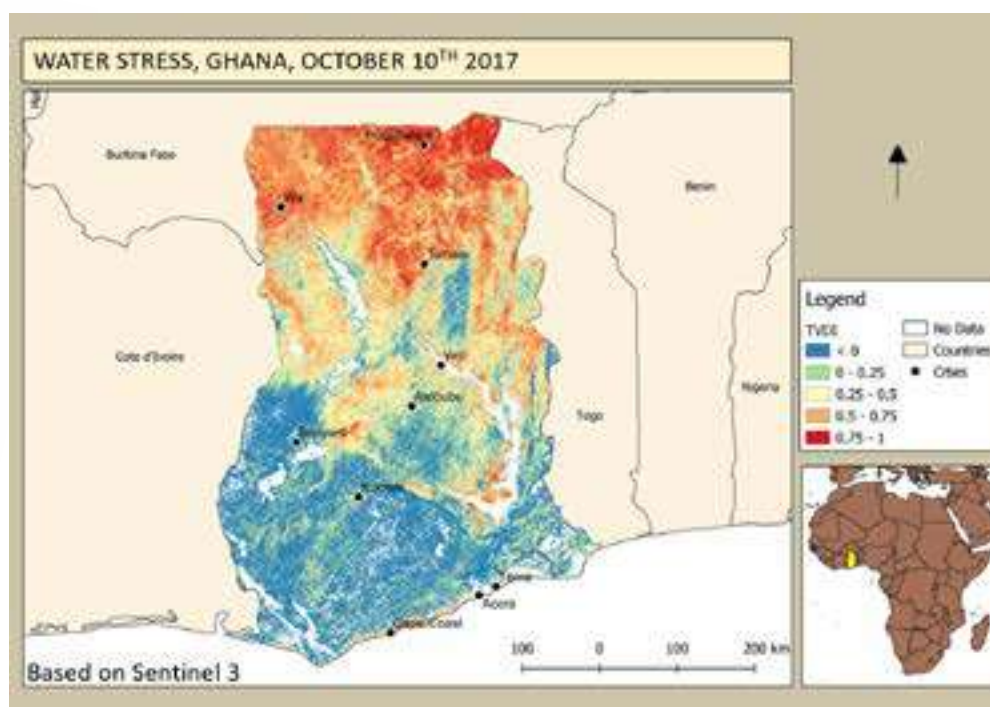 WATER STRESS, GHANA, OCTOBER 10TH 2017
Burkina Faso
Benin
Wa
Tamale
Cote d'Ivoire
Togo
Nigeria
Yeji
Accra
Cape Coast
100 0 100 200 km
Based on Sentinel 3
Legend
< 0
0 - 0.25
0.25 - 0.5
0.5 - 0.75
0.75 - 1
No Data
Countries
Cities